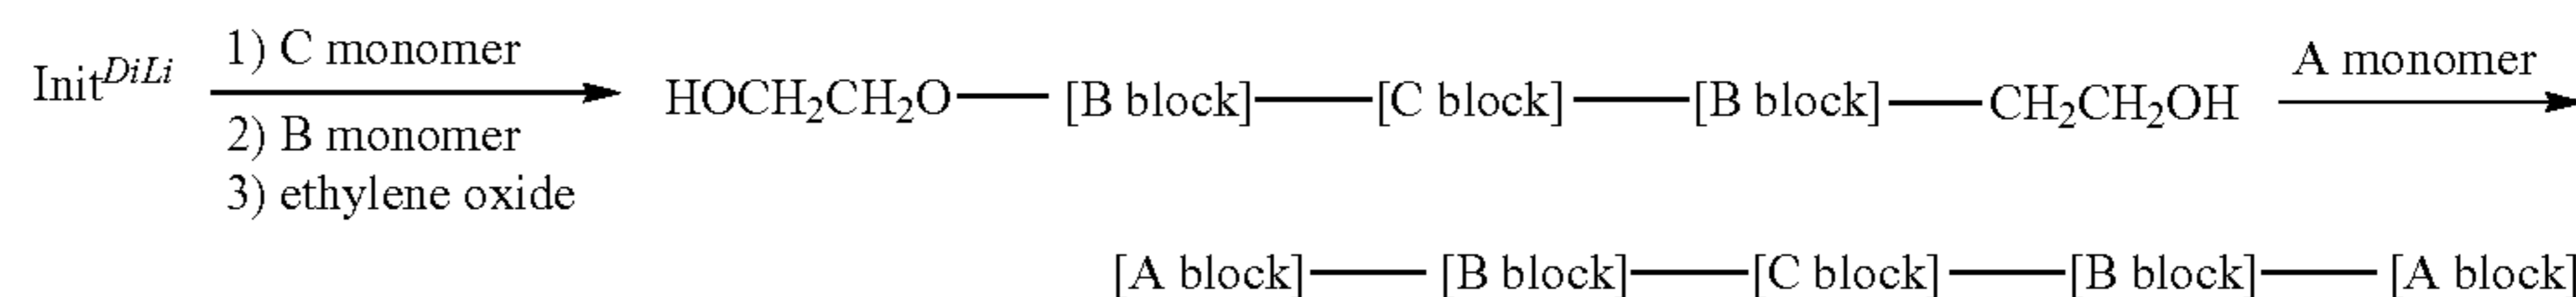 Init^DiLi 1) C monomer
2) B monomer
3) ethylene oxide
HOCH₂CH₂O—[B block]—[C block]—[B block]—CH₂CH₂OH A monomer
[A block]—[B block]—[C block]—[B block]—[A block]